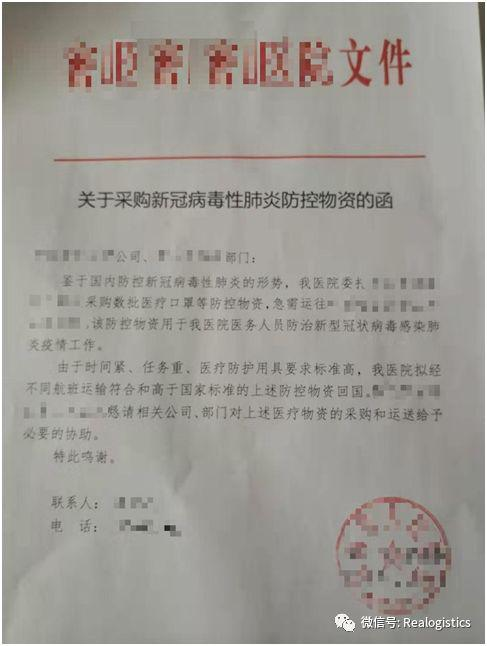 医院文件
关于采购新冠病毒性肺炎防控物资的函
公司、 部门:
鉴于国内防控新冠病毒性肺炎的形势，我医院委托
采购数批医疗口罩等防控物资，急需运往
,该防控物资用于我医院医务人员防治新型冠状病毒感染肺
炎疫情工作。
由于时间紧、任务重、医疗防护用具要求标准高，我医院拟经
不同航班运输符合和高于国家标准的上述防控物资回国。
恳请相关公司、部门对上述医疗物资的采购和运送给予
必要的协助。
特此鸣谢。
联系人：
电 话：
微信号: Realogistics